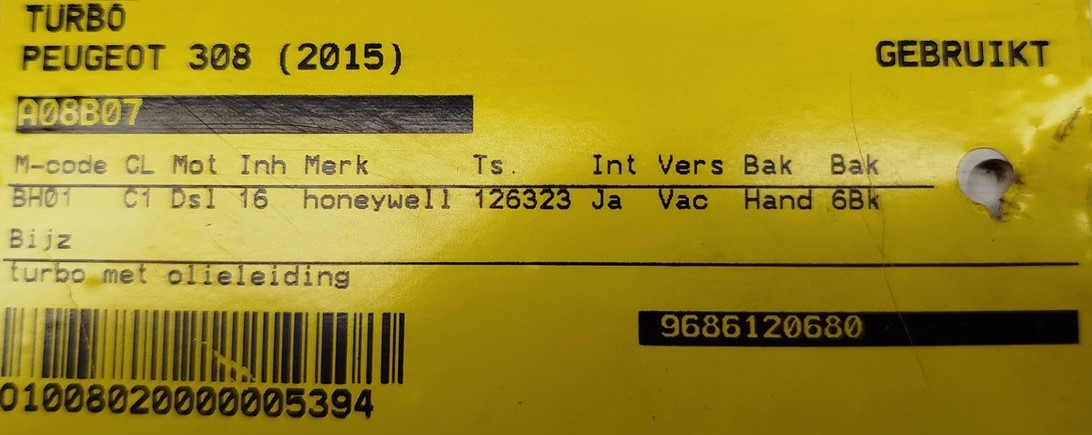 TURBO
PEUGEOT 308 (2015) GEBRUIKT
A08B07
M-code CL Mot Inh Merk Ts. Int Vers Bak Bak
BH01 C1 Dsl 16 honeywell 126323 Ja Vac Hand 6Bk
Bijz
turbo met olieleiding
9686120680
01008020000005394